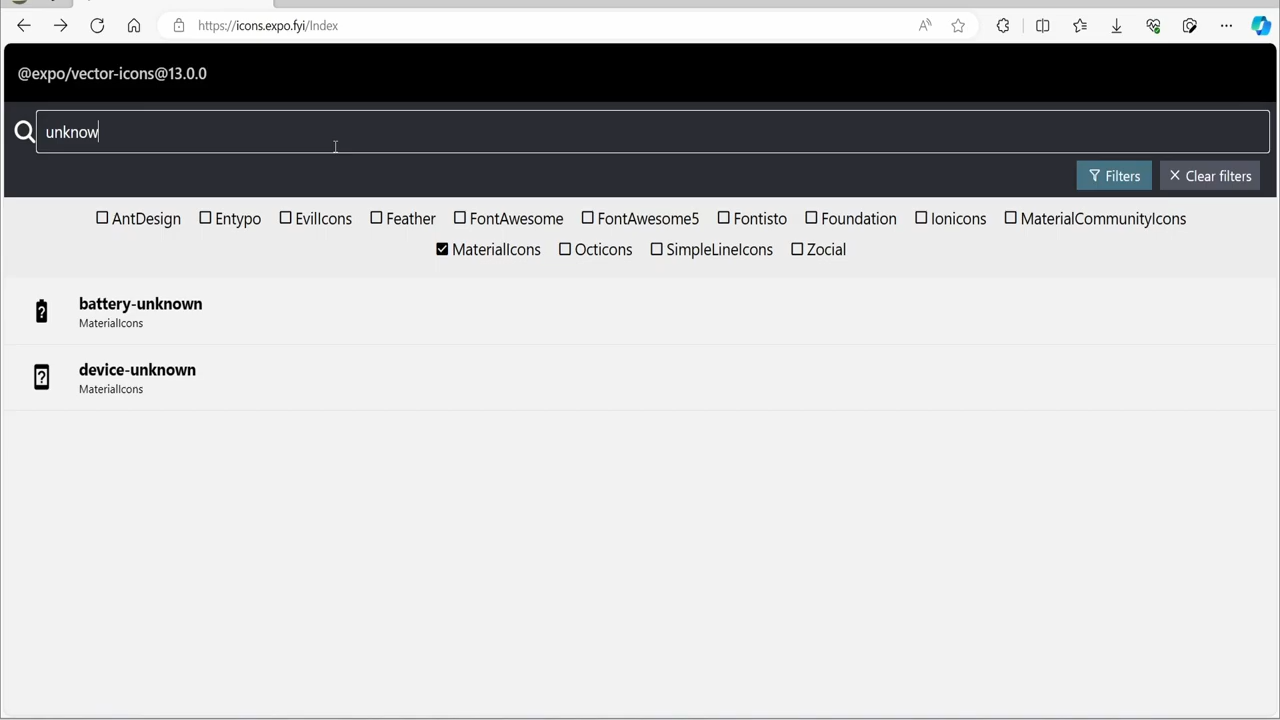 https://icons.expo.fyi/Index
@expo/vector-icons@13.0.0
unknow
Filters
Clear filters
AntDesign Entypo EvilIcons Feather FontAwesome FontAwesome5 Fontisto Foundation Ionicons MaterialCommunityIcons
MaterialIcons Octicons SimpleLineIcons Zocial
battery-unknown
MaterialIcons
device-unknown
MaterialIcons